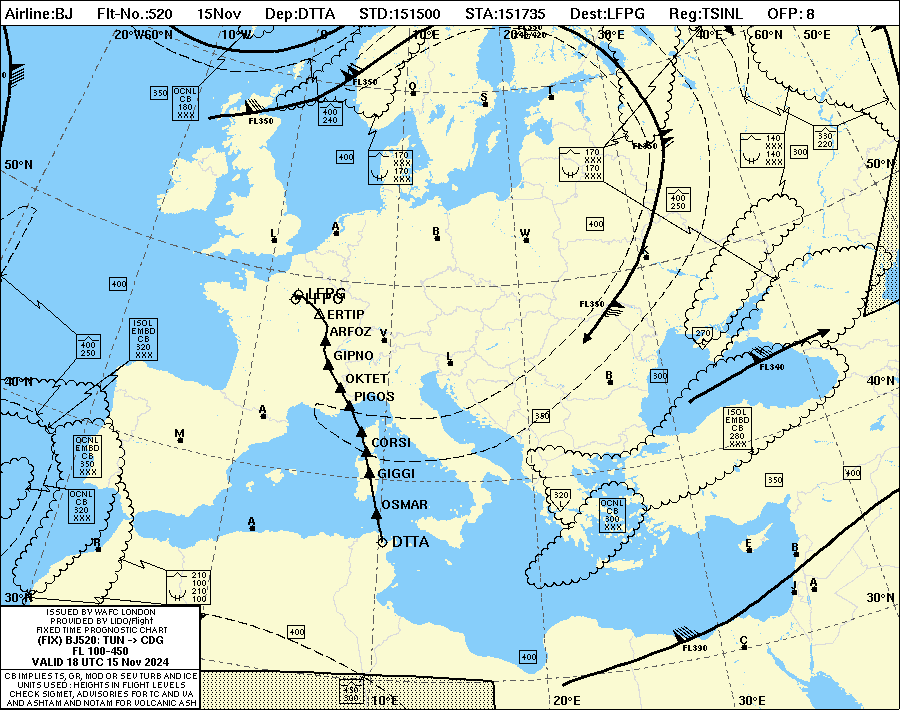 Airline:BJ Flt-No.:520 15Nov Dep:DTTA STD:151500 STA:151735 Dest:LFPG Reg:TSINL OFP: 8
20°W60°N 10°W 0 10°E 20°E 30°E 40°E 60°N 50°E
FL350
350
OCNL
CB
180
XXX
400
240
FL350
O
S
T
FL350
140
XXX
140
XXX
300
330
220
50°N
50°N
400
170
XXX
170
XXX
170
XXX
170
XXX
400
250
400
L
A
B
W
K
400
LFPG
ERTIP
ARFOZ
GIPNO
OKTET
PIGOS
CORSI
GIGGI
OSMAR
DTTA
FL350
ISOL
EMBD
CB
320
XXX
400
250
V
L
270
L
FL340
40°N
40°N
B
300
A
M
350
ISOL
EMBD
CB
280
XXX
OCNL
EMBD
CB
350
XXX
350
400
OCNL
CB
320
XXX
320
L
OCNL
CB
300
XXX
A
R
E
B
400
210
100
210
100
J
A
30°N
30°N
400
FL390
C
400
450
300
10°E
20°E
30°E
ISSUED BY WAFC LONDON
PROVIDED BY LIDO/Flight
FIXED TIME PROGNOSTIC CHART
(FIX) BJ520: TUN -> CDG
FL 100-450
VALID 18 UTC 15 Nov 2024
CB IMPLIES TS, GR, MOD OR SEV TURB AND ICE
UNITS USED : HEIGHTS IN FLIGHT LEVELS
CHECK SIGMET, ADVISORIES FOR TC AND VA
AND ASHTAM AND NOTAM FOR VOLCANIC ASH